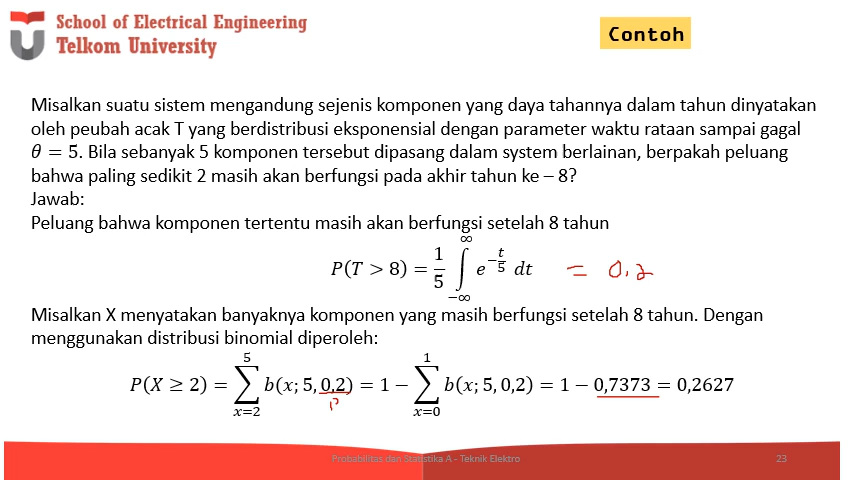 School of Electrical Engineering
Telkom University
Contoh
Misalkan suatu sistem mengandung sejenis komponen yang daya tahannya dalam tahun dinyatakan
oleh peubah acak T yang berdistribusi eksponensial dengan parameter waktu rataan sampai gagal
θ = 5. Bila sebanyak 5 komponen tersebut dipasang dalam system berlainan, berpakah peluang
bahwa paling sedikit 2 masih akan berfungsi pada akhir tahun ke – 8?
Jawab:
Peluang bahwa komponen tertentu masih akan berfungsi setelah 8 tahun
P(T > 8) = 1/5 ∫_{−∞}^{∞} e^{−t/5} dt = 0,2
Misalkan X menyatakan banyaknya komponen yang masih berfungsi setelah 8 tahun. Dengan
menggunakan distribusi binomial diperoleh:
P(X ≥ 2) = ∑_{x=2}^{5} b(x; 5, 0,2) = 1 − ∑_{x=0}^{1} b(x; 5, 0,2) = 1 − 0,7373 = 0,2627
P
Probabilitas dan Statistika A - Teknik Elektro
23